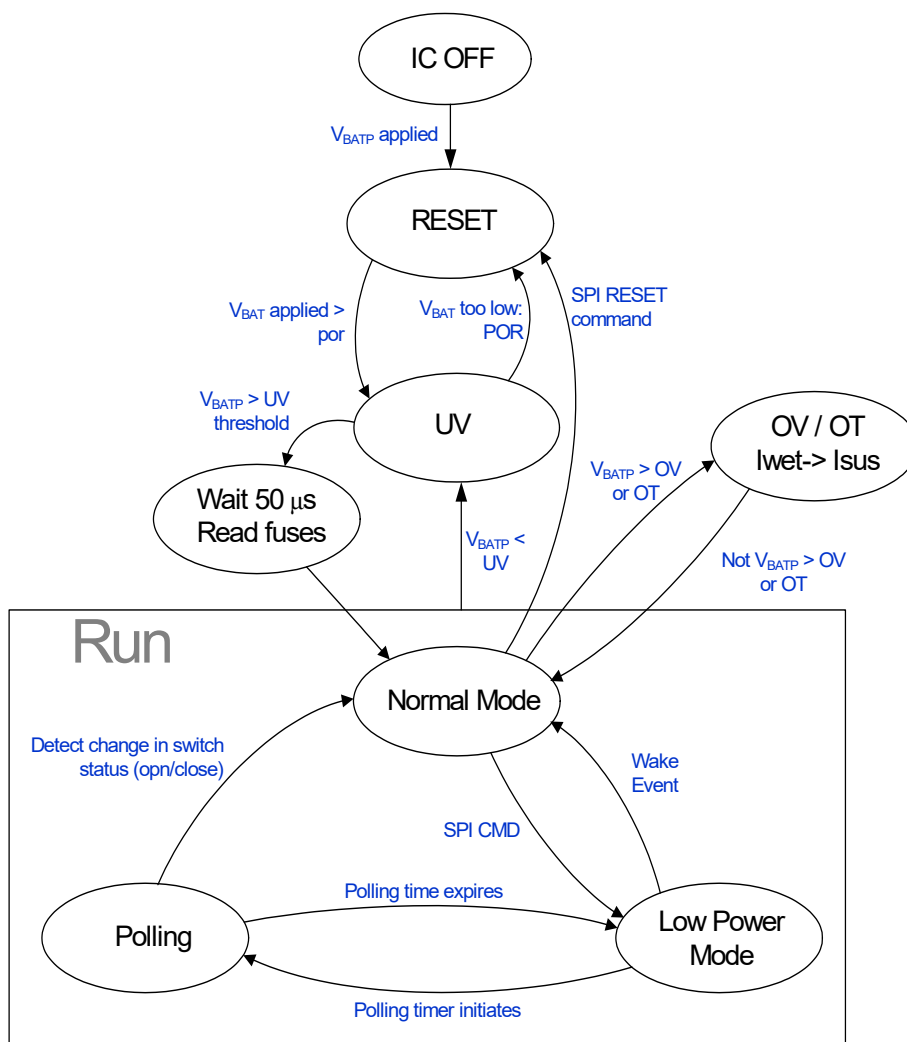 IC OFF
VBATP applied
RESET
VBAT applied >
por
VBAT too low:
POR
SPI RESET
command
VBATP > UV
threshold
UV
OV / OT
Iwet-> Isus
VBATP > OV
or OT
Wait 50 μs
Read fuses
VBATP <
UV
Not VBATP > OV
or OT
Run
Normal Mode
Detect change in switch
status (opn/close)
Wake
Event
SPI CMD
Polling time expires
Polling
Low Power
Mode
Polling timer initiates